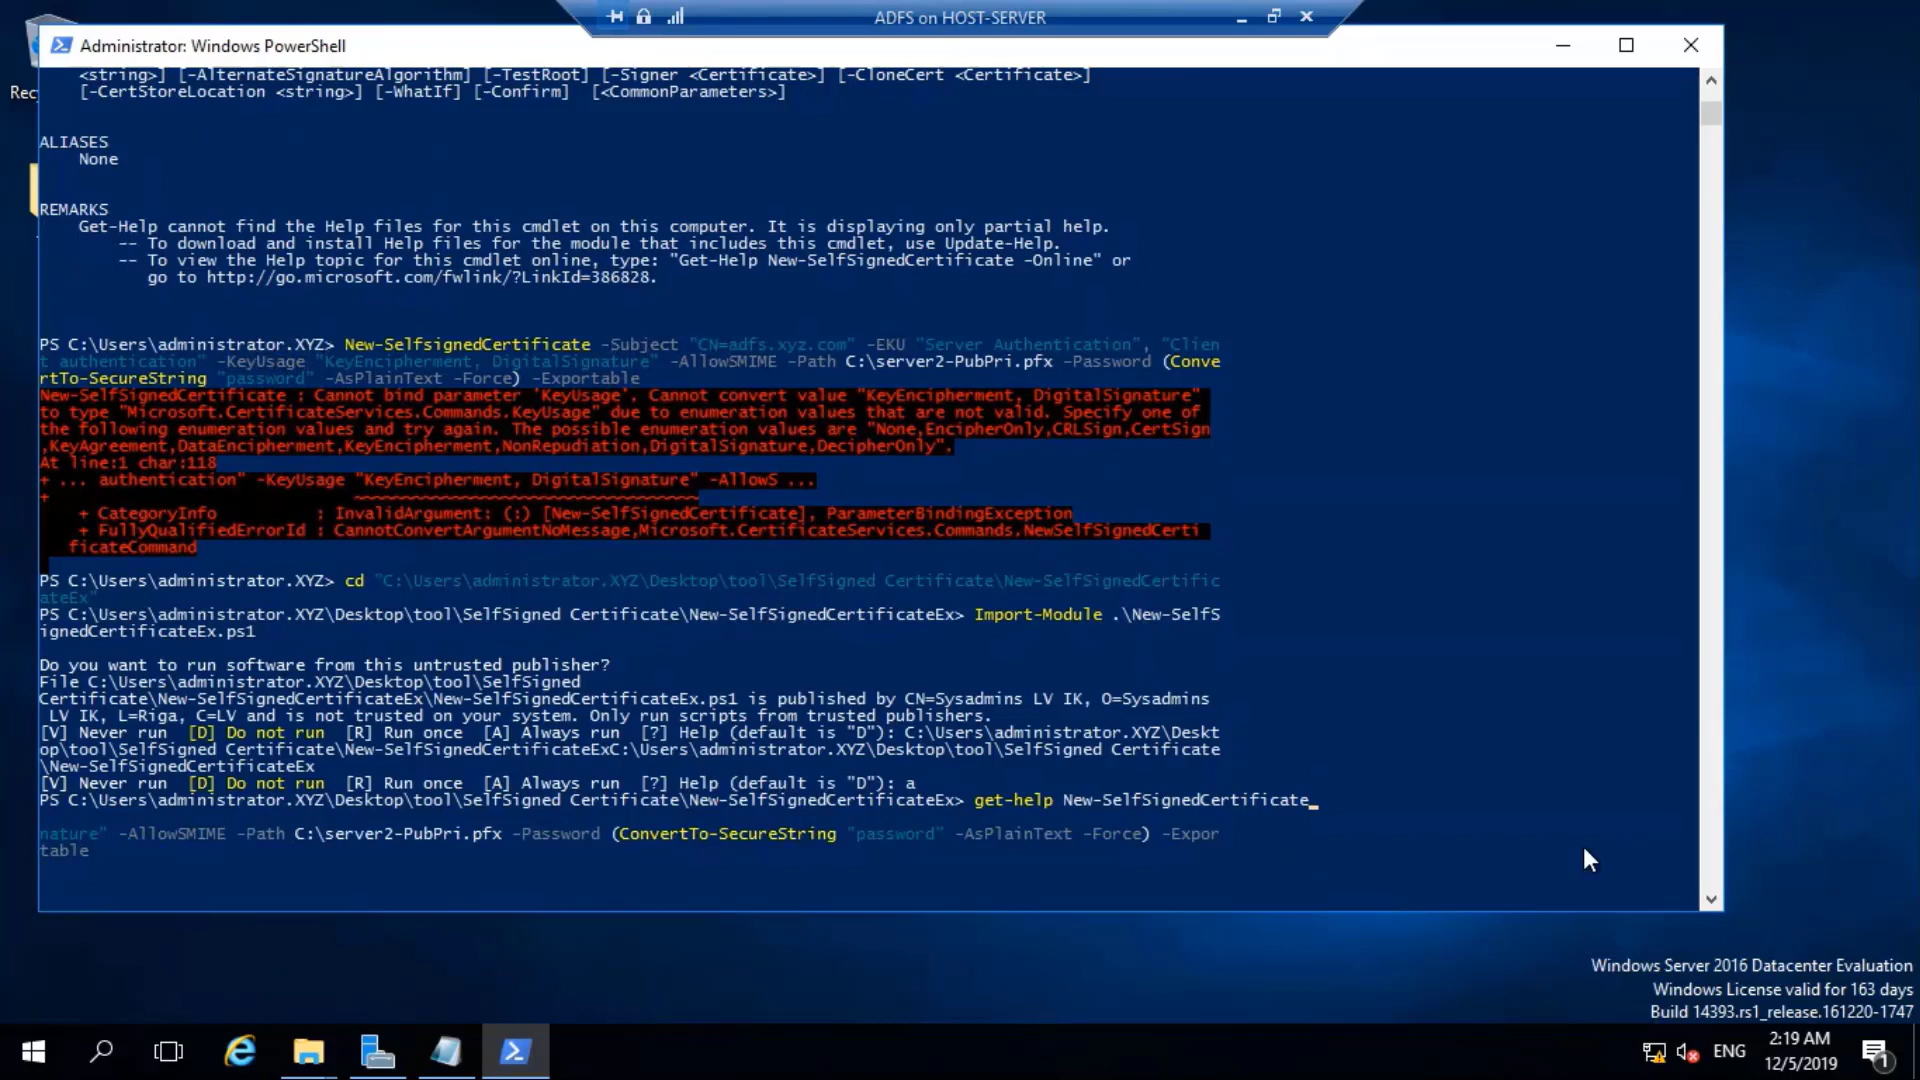 ADFS on HOST-SERVER
Administrator: Windows PowerShell
<string>] [-AlternateSignatureAlgorithm] [-TestRoot] [-Signer <Certificate>] [-CloneCert <Certificate>]
[-CertStoreLocation <string>] [-WhatIf] [-Confirm]  [<CommonParameters>]
ALIASES
None
REMARKS
Get-Help cannot find the Help files for this cmdlet on this computer. It is displaying only partial help.
-- To download and install Help files for the module that includes this cmdlet, use Update-Help.
-- To view the Help topic for this cmdlet online, type: "Get-Help New-SelfSignedCertificate -Online" or
go to http://go.microsoft.com/fwlink/?LinkId=386828.
PS C:\Users\administrator.XYZ> New-SelfsignedCertificate -Subject "CN=adfs.xyz.com" -EKU "Server Authentication", "Clien
t authentication" -KeyUsage "KeyEncipherment, DigitalSignature" -AllowSMIME -Path C:\server2-PubPri.pfx -Password (Conve
rtTo-SecureString "password" -AsPlainText -Force) -Exportable
New-SelfSignedCertificate : Cannot bind parameter 'KeyUsage'. Cannot convert value "KeyEncipherment, DigitalSignature"
to type "Microsoft.CertificateServices.Commands.KeyUsage" due to enumeration values that are not valid. Specify one of
the following enumeration values and try again. The possible enumeration values are "None,EncipherOnly,CRLSign,CertSign
,KeyAgreement,DataEncipherment,KeyEncipherment,NonRepudiation,DigitalSignature,DecipherOnly".
At line:1 char:118
+ ... authentication" -KeyUsage "KeyEncipherment, DigitalSignature" -AllowS ...
+ ~~~~~~~~~~~~~~~~~~~~~~~~~~~~~~~~~~~
+ CategoryInfo          : InvalidArgument: (:) [New-SelfSignedCertificate], ParameterBindingException
+ FullyQualifiedErrorId : CannotConvertArgumentNoMessage,Microsoft.CertificateServices.Commands.NewSelfSignedCerti
ficateCommand
PS C:\Users\administrator.XYZ> cd "C:\Users\administrator.XYZ\Desktop\tool\SelfSigned Certificate\New-SelfSignedCertific
ateEx"
PS C:\Users\administrator.XYZ\Desktop\tool\SelfSigned Certificate\New-SelfSignedCertificateEx> Import-Module .\New-SelfS
ignedCertificateEx.ps1
Do you want to run software from this untrusted publisher?
File C:\Users\administrator.XYZ\Desktop\tool\SelfSigned
Certificate\New-SelfSignedCertificateEx\New-SelfSignedCertificateEx.ps1 is published by CN=Sysadmins LV IK, O=Sysadmins
LV IK, L=Riga, C=LV and is not trusted on your system. Only run scripts from trusted publishers.
[V] Never run  [D] Do not run  [R] Run once  [A] Always run  [?] Help (default is "D"): C:\Users\administrator.XYZ\Deskt
op\tool\SelfSigned Certificate\New-SelfSignedCertificateExC:\Users\administrator.XYZ\Desktop\tool\SelfSigned Certificate
\New-SelfSignedCertificateEx
[V] Never run  [D] Do not run  [R] Run once  [A] Always run  [?] Help (default is "D"): a
PS C:\Users\administrator.XYZ\Desktop\tool\SelfSigned Certificate\New-SelfSignedCertificateEx> get-help New-SelfSignedCertificate_
nature" -AllowSMIME -Path C:\server2-PubPri.pfx -Password (ConvertTo-SecureString "password" -AsPlainText -Force) -Expor
table
Windows Server 2016 Datacenter Evaluation
Windows License valid for 163 days
Build 14393.rs1_release.161220-1747
ENG
2:19 AM
12/5/2019
1